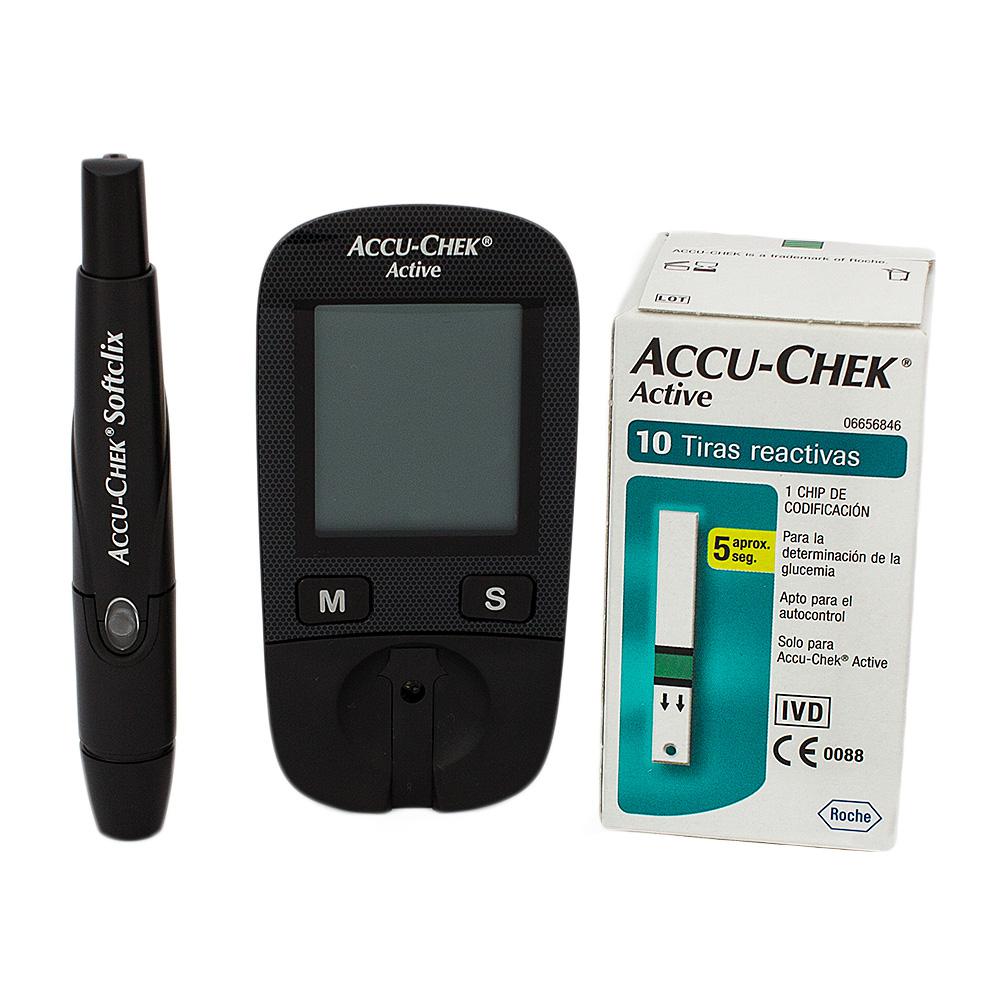 ACCU-CHEK® Softclix
ACCU-CHEK®
Active
M
S
ACCU-CHEK is a trademark of Roche.
LOT
ACCU-CHEK®
Active
06656846
10 Tiras reactivas
1 CHIP DE
CODIFICACIÓN
5 aprox.
seg.
Para la
determinación de la
glucemia
Apto para el
autocontrol
Solo para
Accu-Chek® Active
IVD
CE 0088
Roche